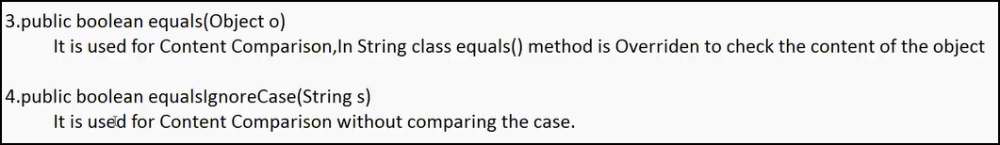 3.public boolean equals(Object o)
It is used for Content Comparison,In String class equals() method is Overriden to check the content of the object
4.public boolean equalsIgnoreCase(String s)
It is used for Content Comparison without comparing the case.